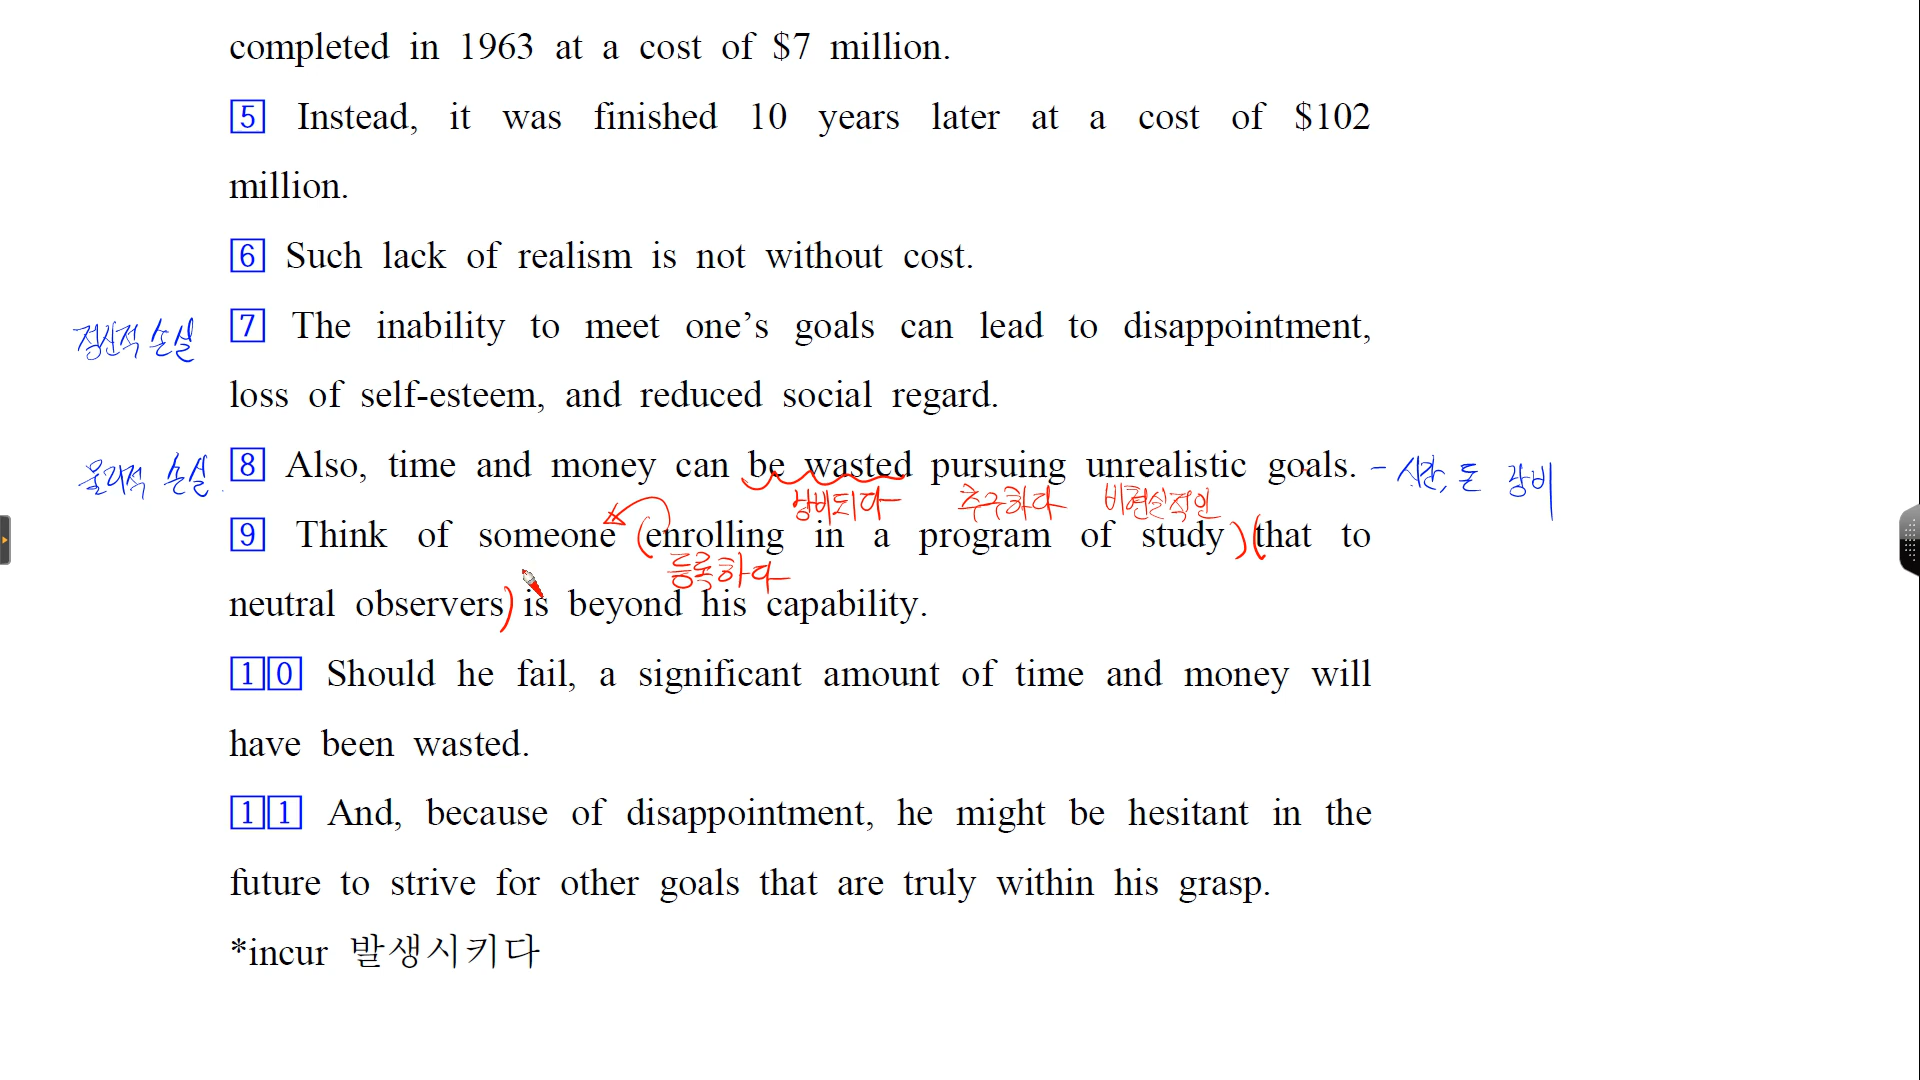 completed in 1963 at a cost of $7 million.
5 Instead, it was finished 10 years later at a cost of $102
million.
6 Such lack of realism is not without cost.
정신적 손실 7 The inability to meet one's goals can lead to disappointment,
loss of self-esteem, and reduced social regard.
물리적 손실 8 Also, time and money can be wasted pursuing unrealistic goals. - 시간, 돈 낭비
낭비되다 추구하다 비현실적인
9 Think of someone (enrolling in a program of study) (that to
등록하다
neutral observers) is beyond his capability.
10 Should he fail, a significant amount of time and money will
have been wasted.
11 And, because of disappointment, he might be hesitant in the
future to strive for other goals that are truly within his grasp.
*incur 발생시키다